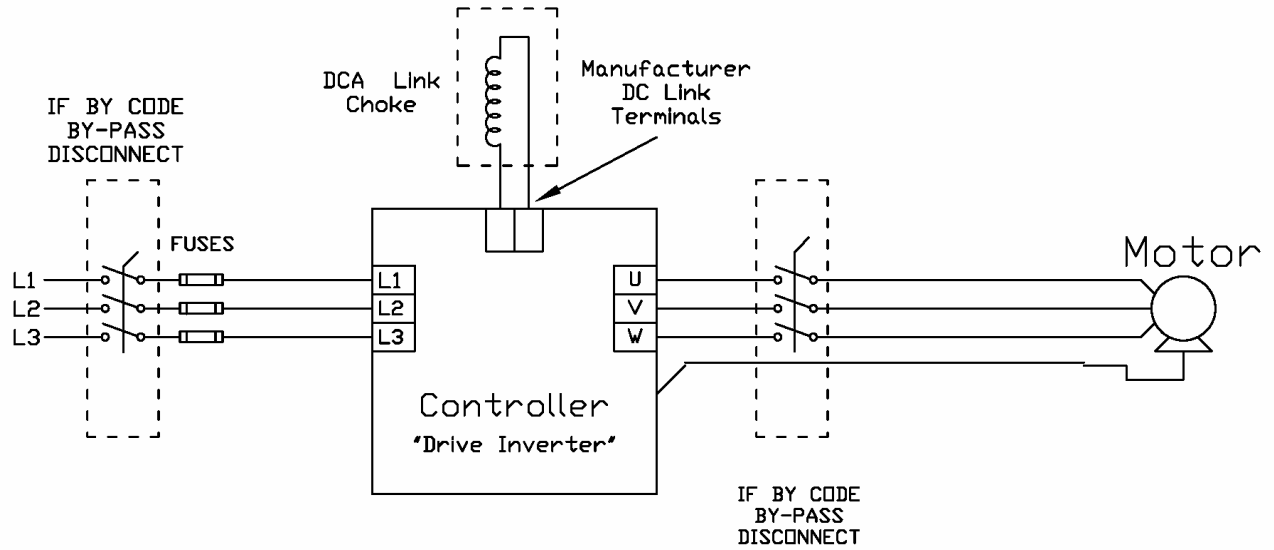 DCA Link
Choke
Manufacturer
DC Link
Terminals
IF BY CODE
BY-PASS
DISCONNECT
FUSES
Motor
L1
L2
L3
L1
L2
L3
U
V
W
Controller
"Drive Inverter"
IF BY CODE
BY-PASS
DISCONNECT